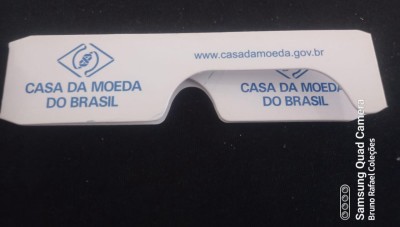 CASA DA MOEDA
DO BRASIL
www.casadamoeda.gov.br
CASA DA MOEDA
DO BRASIL
Samsung Quad Camera
Bruno Rafael Coleções